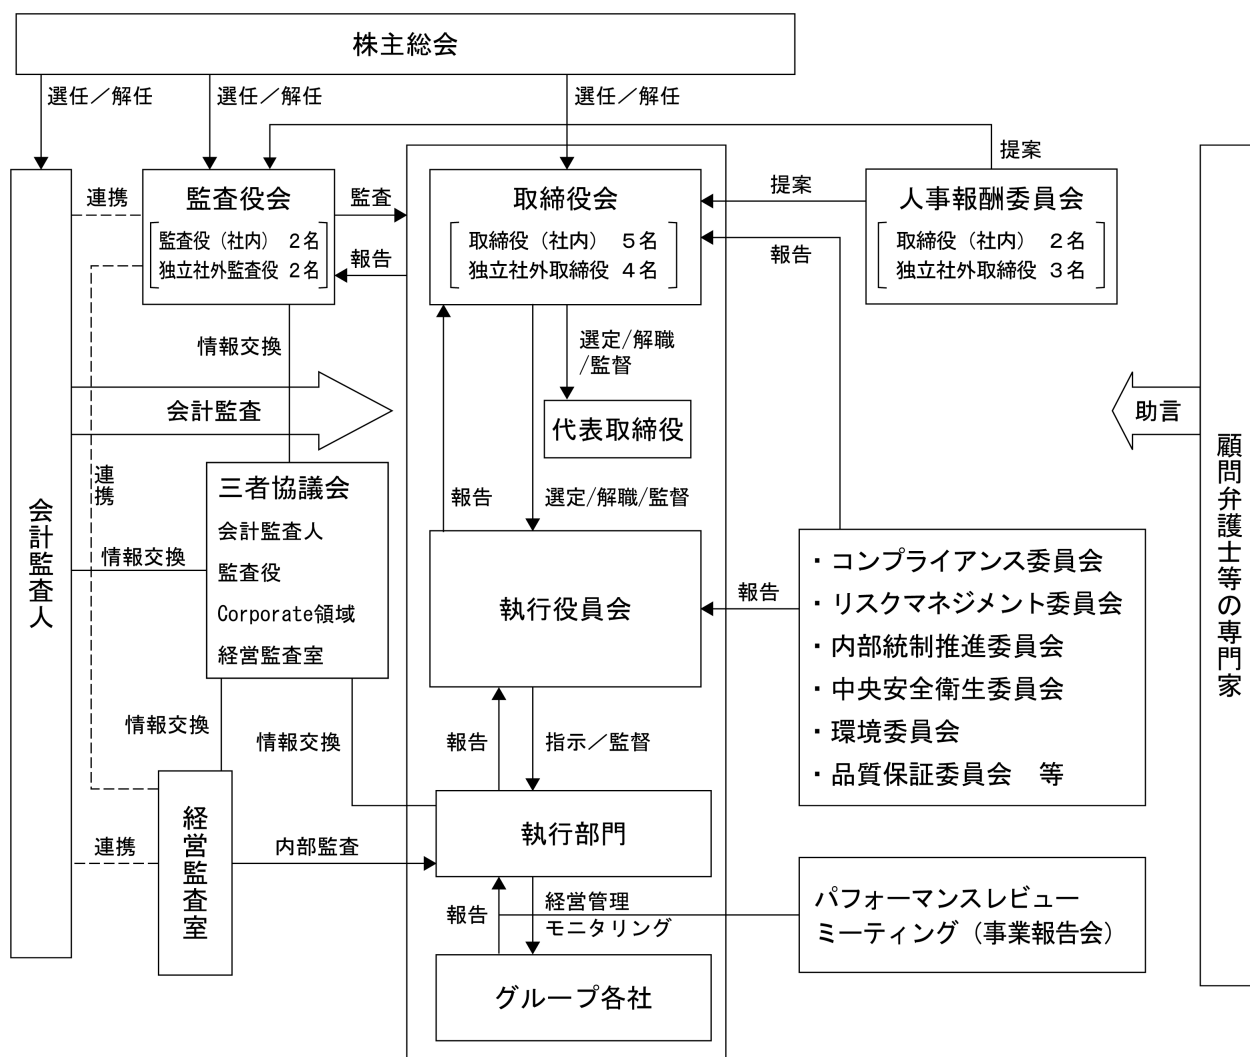 株主総会
選任／解任
選任／解任
選任／解任
提案
連携
監査役会
監査役（社内） 2名
独立社外監査役 2名
監査
報告
取締役会
取締役（社内） 5名
独立社外取締役 4名
提案
報告
人事報酬委員会
取締役（社内） 2名
独立社外取締役 3名
情報交換
選定/解職
/監督
会計監査
代表取締役
助言
連携
三者協議会
会計監査人
監査役
Corporate領域
経営監査室
報告
選定/解職/監督
会計監査人
情報交換
執行役員会
報告
・コンプライアンス委員会
・リスクマネジメント委員会
・内部統制推進委員会
・中央安全衛生委員会
・環境委員会
・品質保証委員会　等
顧問弁護士等の専門家
情報交換
情報交換
報告
指示／監督
経営監査室
連携
内部監査
執行部門
報告
経営管理
モニタリング
パフォーマンスレビュー
ミーティング（事業報告会）
グループ各社